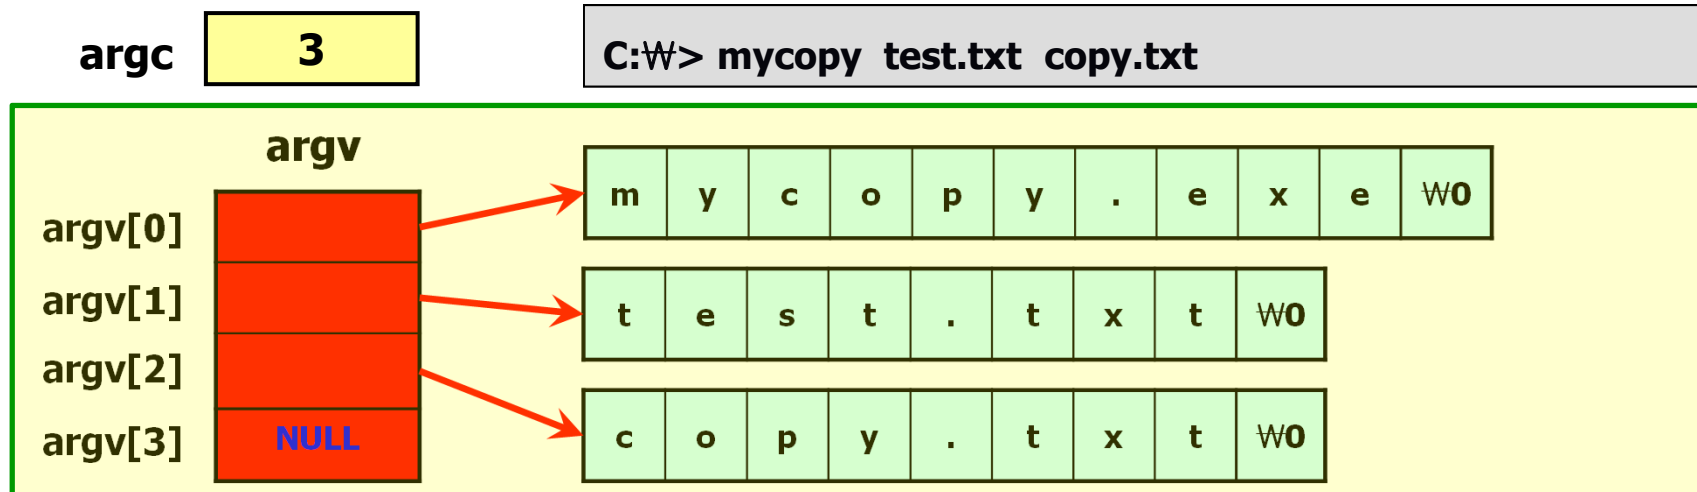 argc 3 C:₩> mycopy test.txt copy.txt
argv
argv[0] m y c o p y . e x e ₩0
argv[1] t e s t . t x t ₩0
argv[2]
argv[3] NULL c o p y . t x t ₩0